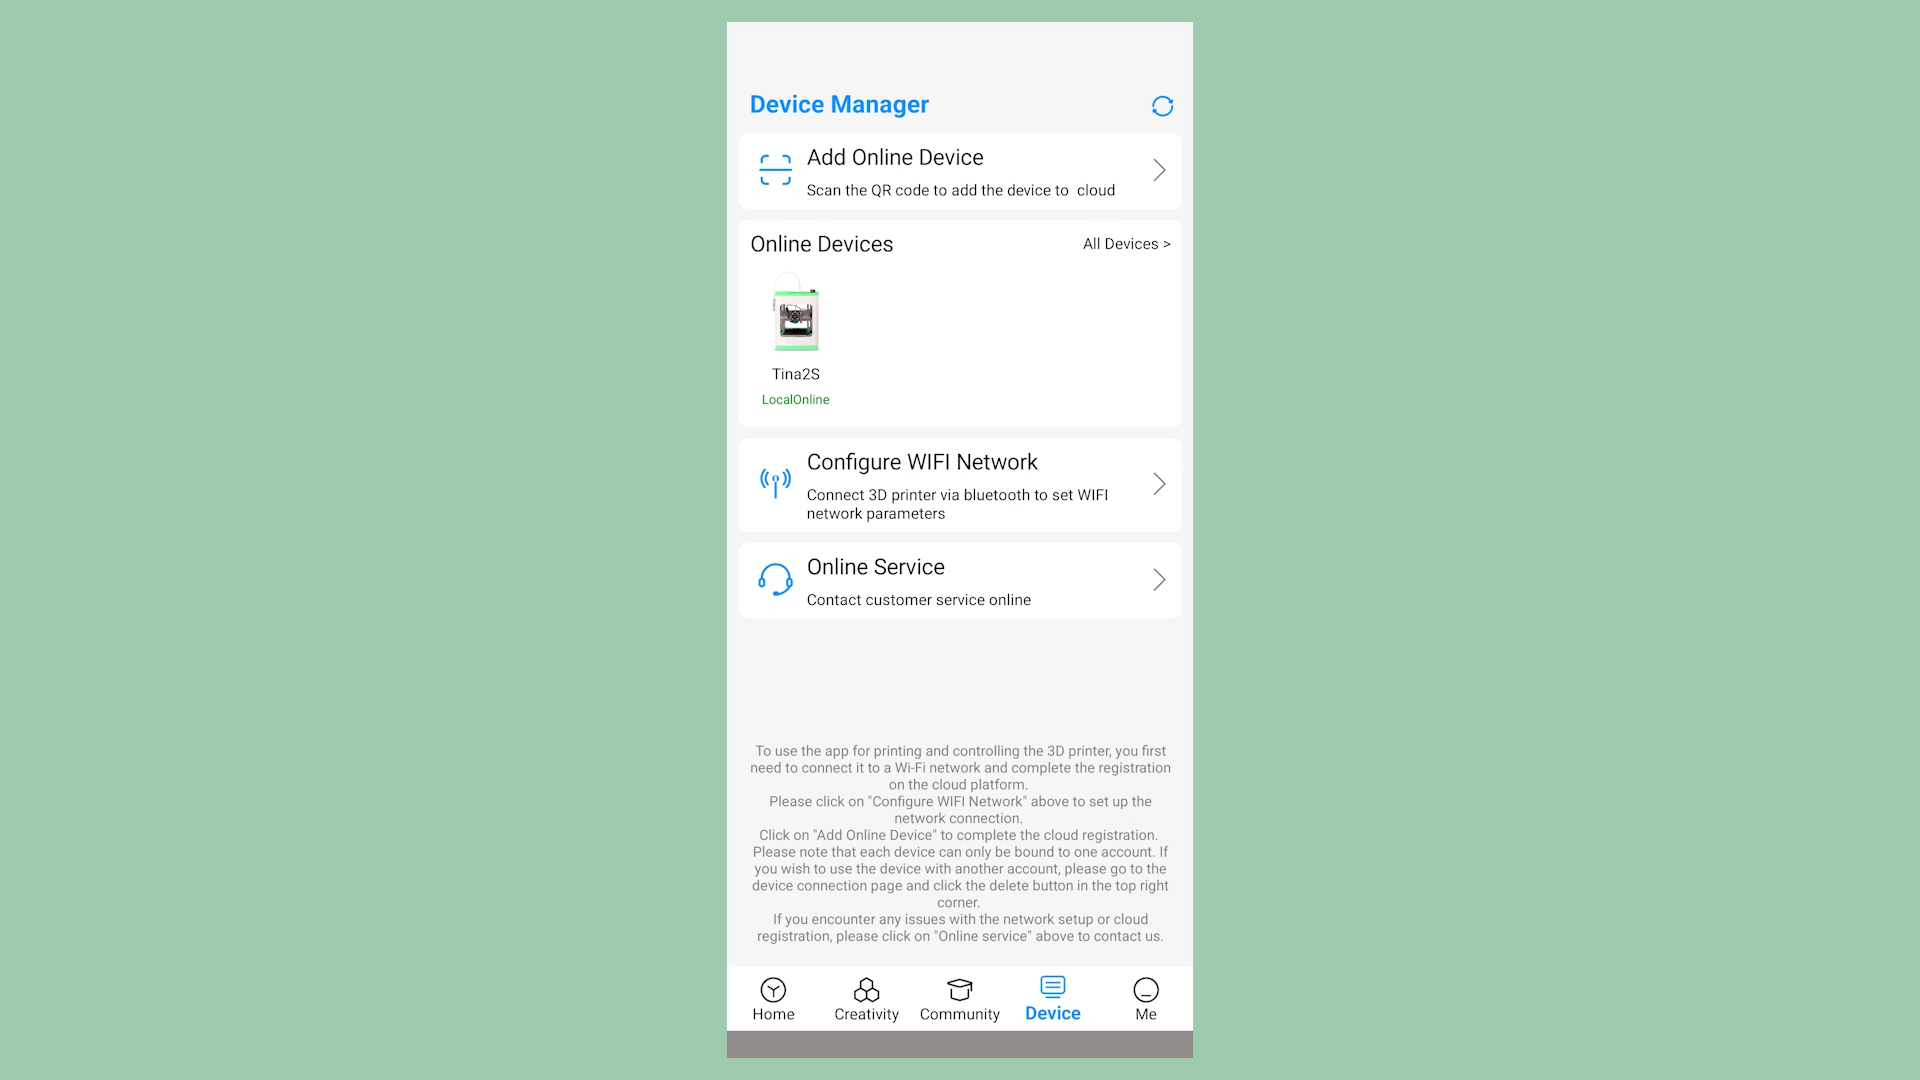 Device Manager
Add Online Device
Scan the QR code to add the device to  cloud
Online Devices
All Devices >
Tina2S
LocalOnline
Configure WIFI Network
Connect 3D printer via bluetooth to set WIFI
network parameters
Online Service
Contact customer service online
To use the app for printing and controlling the 3D printer, you first
need to connect it to a Wi-Fi network and complete the registration
on the cloud platform.
Please click on "Configure WIFI Network" above to set up the
network connection.
Click on "Add Online Device" to complete the cloud registration.
Please note that each device can only be bound to one account. If
you wish to use the device with another account, please go to the
device connection page and click the delete button in the top right
corner.
If you encounter any issues with the network setup or cloud
registration, please click on "Online service" above to contact us.
Home
Creativity
Community
Device
Me